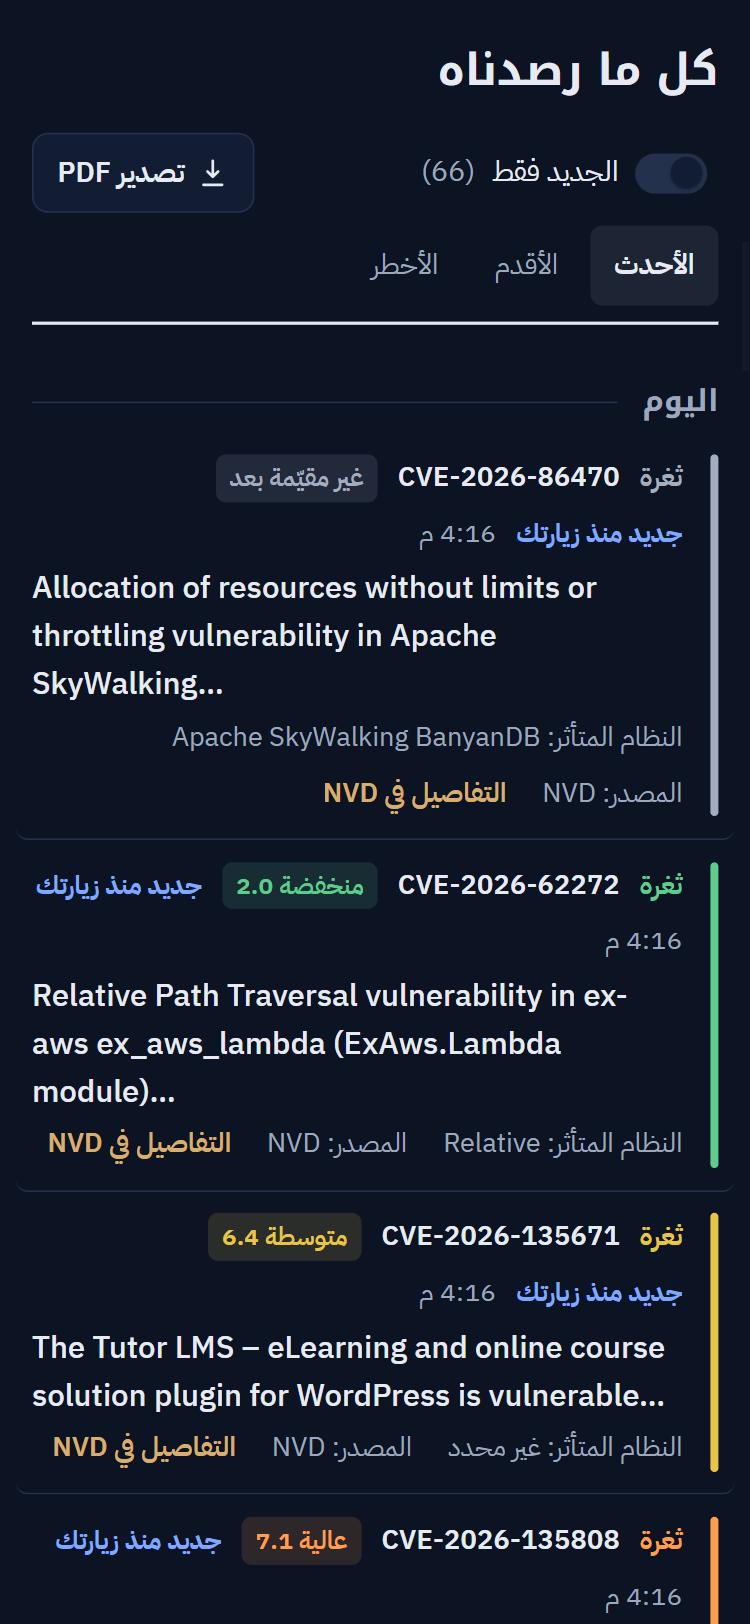 كل ما رصدناه
الجديد فقط (66) تصدير PDF
الأحدث الأقدم الأخطر
اليوم
ثغرة CVE-2026-86470 غير مقيّمة بعد
جديد منذ زيارتك 4:16 م
Allocation of resources without limits or
throttling vulnerability in Apache
SkyWalking...
النظام المتأثر: Apache SkyWalking BanyanDB
المصدر: NVD التفاصيل في NVD
ثغرة CVE-2026-62272 منخفضة 2.0 جديد منذ زيارتك
4:16 م
Relative Path Traversal vulnerability in ex-
aws ex_aws_lambda (ExAws.Lambda
module)...
النظام المتأثر: Relative المصدر: NVD التفاصيل في NVD
ثغرة CVE-2026-135671 متوسطة 6.4
جديد منذ زيارتك 4:16 م
The Tutor LMS – eLearning and online course
solution plugin for WordPress is vulnerable...
النظام المتأثر: غير محدد المصدر: NVD التفاصيل في NVD
ثغرة CVE-2026-135808 عالية 7.1 جديد منذ زيارتك
4:16 م